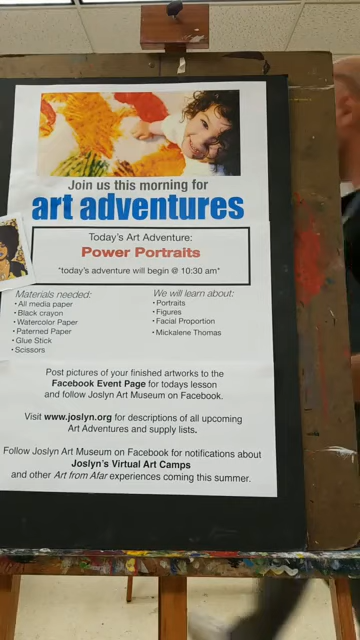 Join us this morning for
art adventures
Today's Art Adventure:
Power Portraits
*today's adventure will begin @ 10:30 am*
Materials needed:
• All media paper
• Black crayon
• Watercolor Paper
• Paterned Paper
• Glue Stick
• Scissors
We will learn about:
• Portraits
• Figures
• Facial Proportion
• Mickalene Thomas
Post pictures of your finished artworks to the
Facebook Event Page for todays lesson
and follow Joslyn Art Museum on Facebook.
Visit www.joslyn.org for descriptions of all upcoming
Art Adventures and supply lists.
Follow Joslyn Art Museum on Facebook for notifications about
Joslyn's Virtual Art Camps
and other Art from Afar experiences coming this summer.